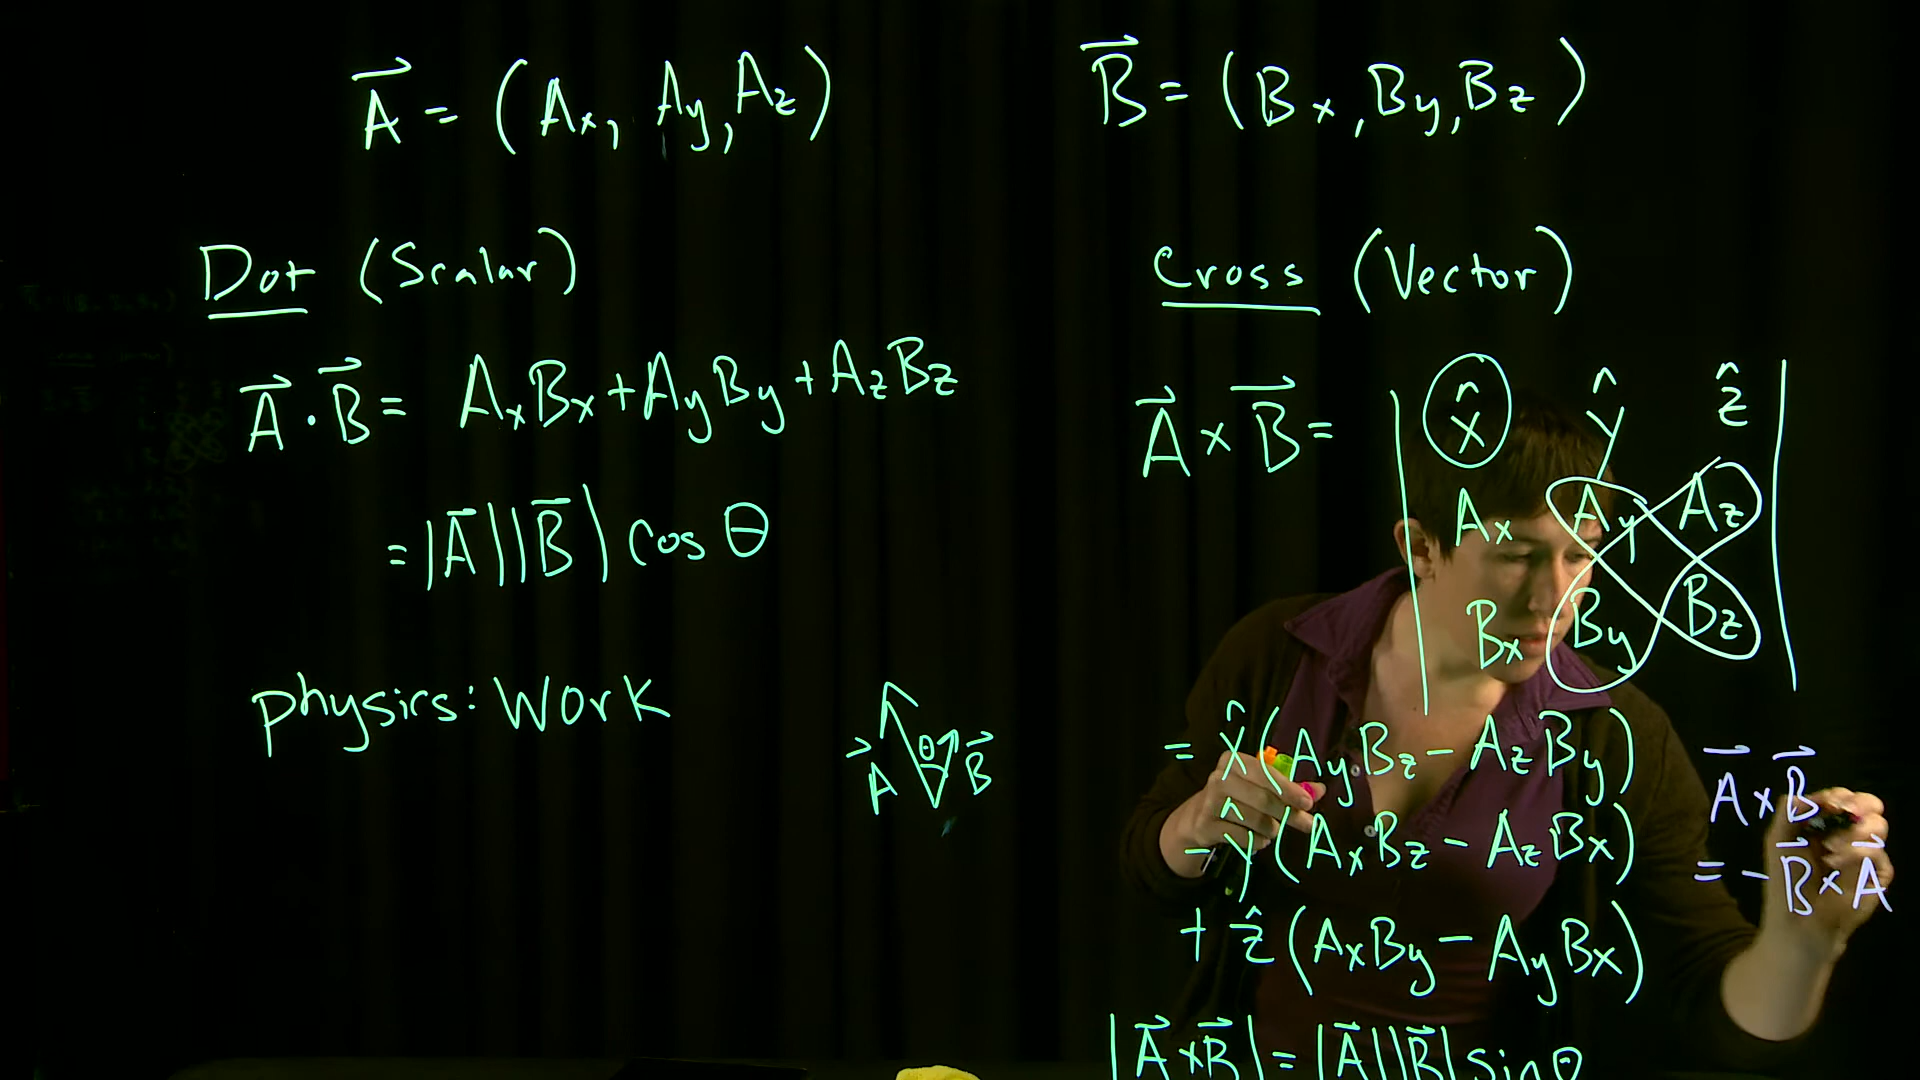 A⃗ = (Ax, Ay, Az)
B⃗ = (Bx, By, Bz)
Dot (Scalar)
A⃗ · B⃗ = AxBx + AyBy + AzBz
= |A⃗||B⃗| cos θ
physics: Work
A⃗ θ B⃗
Cross (Vector)
A⃗ × B⃗ =
| x̂ ŷ ẑ |
| Ax Ay Az |
| Bx By Bz |
= x̂ (AyBz − AzBy)
− ŷ (AxBz − AzBx)
+ ẑ (AxBy − AyBx)
|A⃗ × B⃗| = |A⃗||B⃗| sin θ
A⃗ × B⃗
= − B⃗ × A⃗